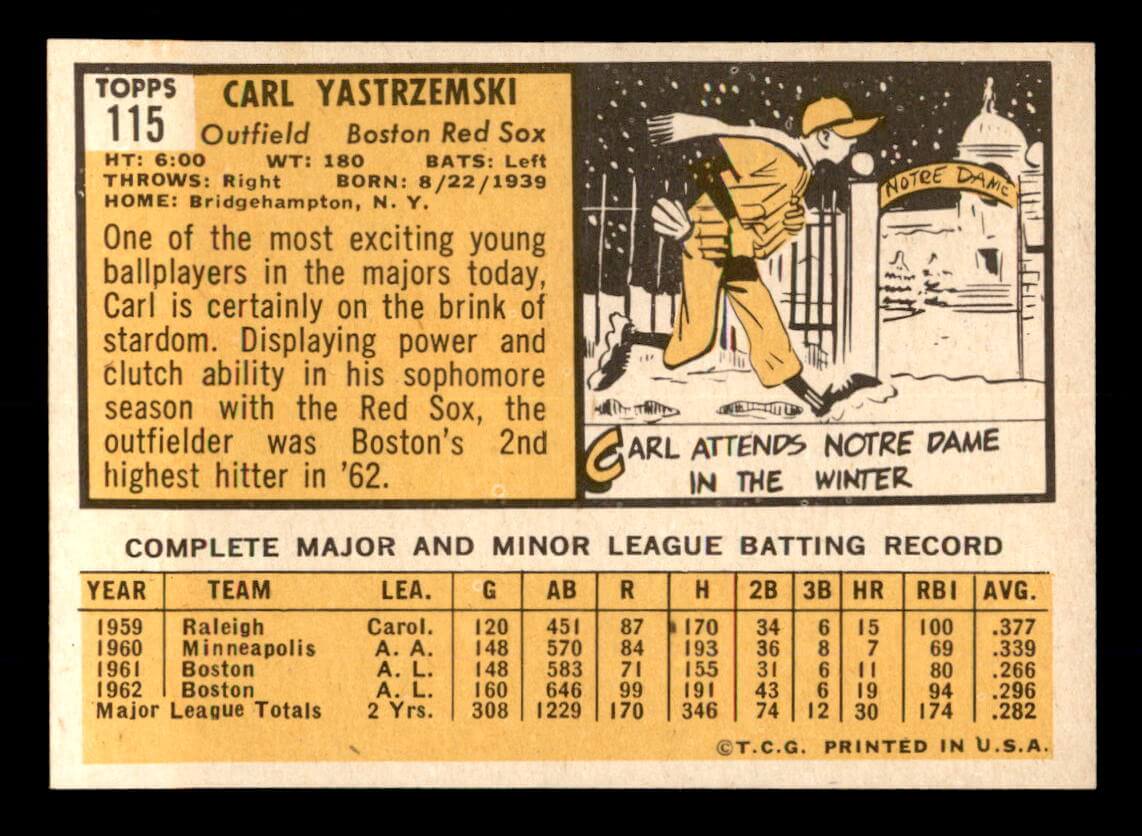 TOPPS
115
CARL YASTRZEMSKI
Outfield Boston Red Sox
HT: 6:00 WT: 180 BATS: Left
THROWS: Right BORN: 8/22/1939
HOME: Bridgehampton, N. Y.
One of the most exciting young
ballplayers in the majors today,
Carl is certainly on the brink of
stardom. Displaying power and
clutch ability in his sophomore
season with the Red Sox, the
outfielder was Boston's 2nd
highest hitter in '62.
NOTRE DAME
CARL ATTENDS NOTRE DAME
IN THE WINTER
COMPLETE MAJOR AND MINOR LEAGUE BATTING RECORD
YEAR TEAM LEA. G AB R H 2B 3B HR RBI AVG.
1959 Raleigh Carol. 120 451 87 170 34 6 15 100 .377
1960 Minneapolis A. A. 148 570 84 193 36 8 7 69 .339
1961 Boston A. L. 148 583 71 155 31 6 11 80 .266
1962 Boston A. L. 160 646 99 191 43 6 19 94 .296
Major League Totals 2 Yrs. 308 1229 170 346 74 12 30 174 .282
©T.C.G. PRINTED IN U.S.A.